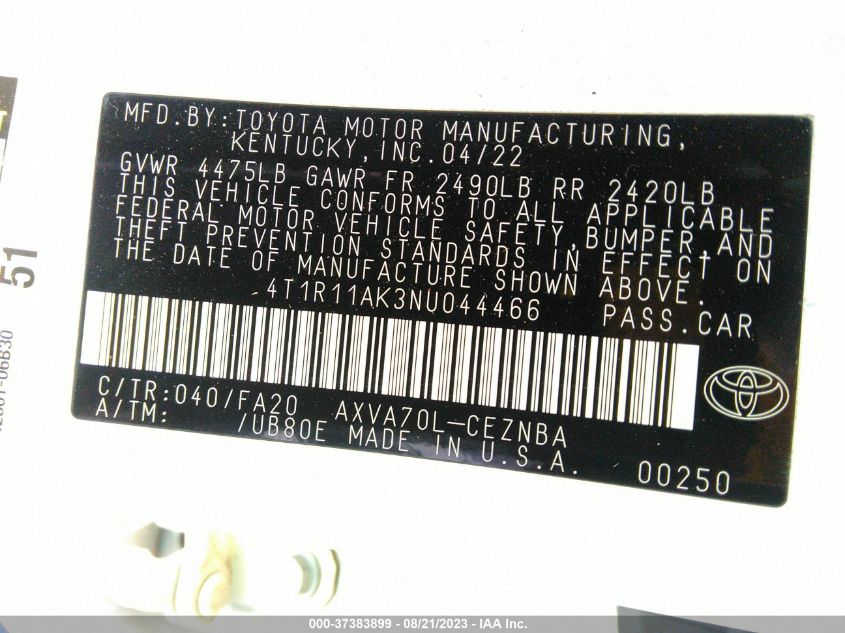 MFD.BY:TOYOTA MOTOR MANUFACTURING,
KENTUCKY,INC.04/22
GVWR 4475LB GAWR FR 2490LB RR 2420LB
THIS VEHICLE CONFORMS TO ALL APPLICABLE
FEDERAL MOTOR VEHICLE SAFETY,BUMPER,AND
THEFT PREVENTION STANDARDS IN EFFECT ON
THE DATE OF MANUFACTURE SHOWN ABOVE.
4T1R11AK3NU044466 PASS.CAR
C/TR:040/FA20 AXVA70L-CEZNBA
A/TM: /UB80E MADE IN U.S.A. 00250
51
000-37383899 - 08/21/2023 - IAA Inc.